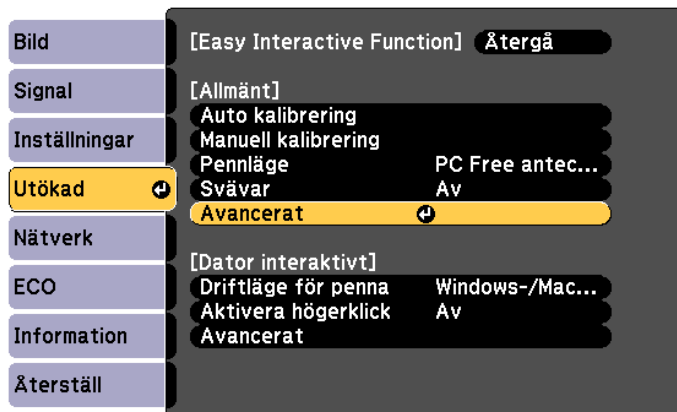 Bild
Signal
Inställningar
Utökad
Nätverk
ECO
Information
Återställ
[Easy Interactive Function] Återgå
[Allmänt]
Auto kalibrering
Manuell kalibrering
Pennläge PC Free antec...
Svävar Av
Avancerat
[Dator interaktivt]
Driftläge för penna Windows-/Mac...
Aktivera högerklick Av
Avancerat